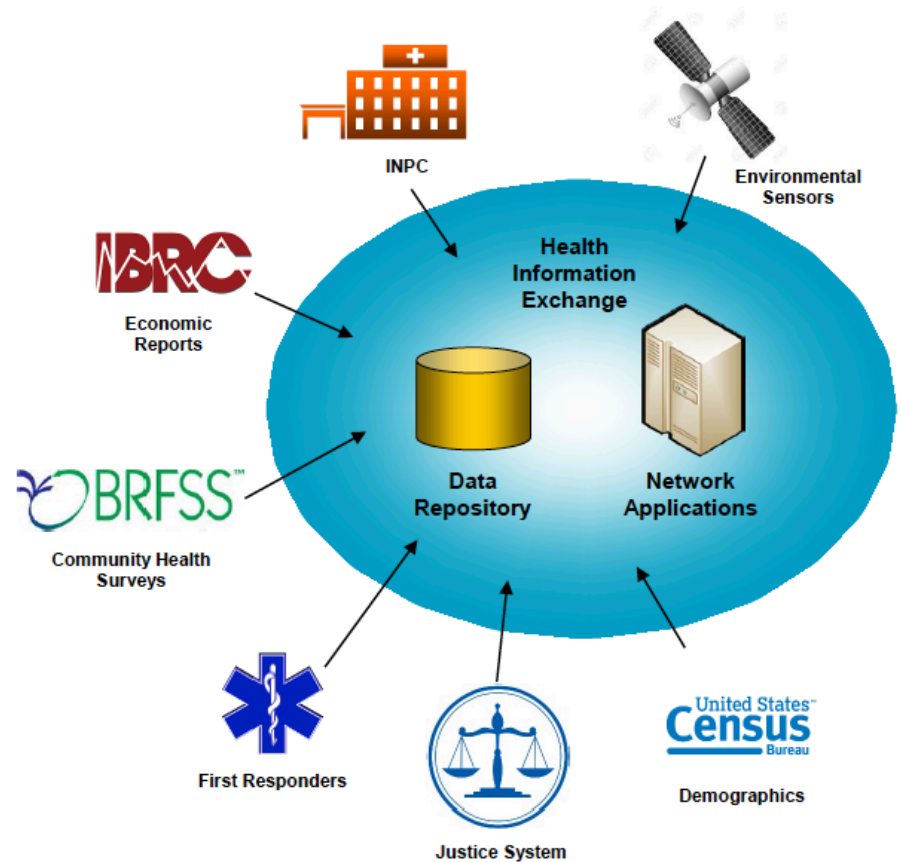 INPC
Environmental
Sensors
Health
Information
Exchange
IBRC
Economic
Reports
Data
Repository
Network
Applications
BRFSS™
Community Health
Surveys
First Responders
Justice System
United States™
Census
Bureau
Demographics